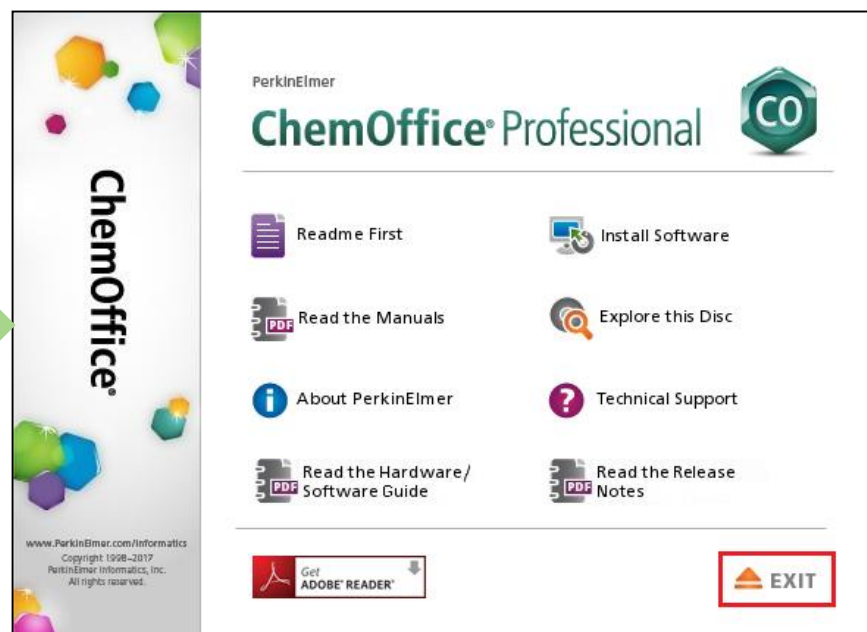 ChemOffice®
www.PerkinElmer.com/informatics
Copyright 1998–2017
PerkinElmer Informatics, Inc.
All rights reserved.
PerkinElmer
ChemOffice® Professional
CO
Readme First
Install Software
PDF
Read the Manuals
Explore this Disc
i
About PerkinElmer
?
Technical Support
PDF
Read the Hardware/
Software Guide
PDF
Read the Release
Notes
Get
ADOBE® READER®
EXIT